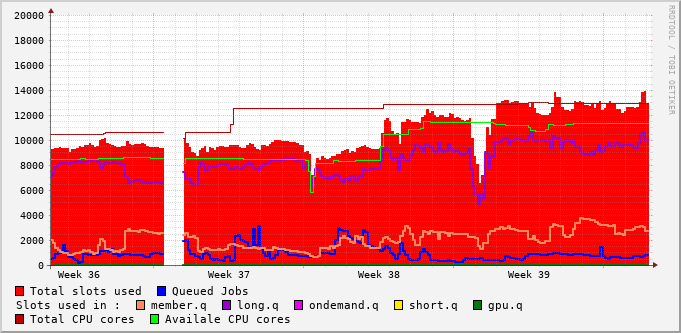 20000
18000
16000
14000
12000
10000
8000
6000
4000
2000
0
Week 36 Week 37 Week 38 Week 39
RRDTOOL / TOBI OETIKER
Total slots used Queued Jobs
Slots used in : member.q long.q ondemand.q short.q gpu.q
Total CPU cores Availale CPU cores